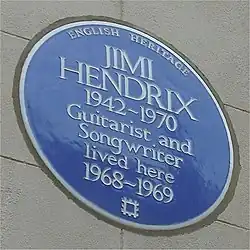 ENGLISH HERITAGE
JIMI
HENDRIX
1942~1970
Guitarist and
Songwriter
lived here
1968~1969